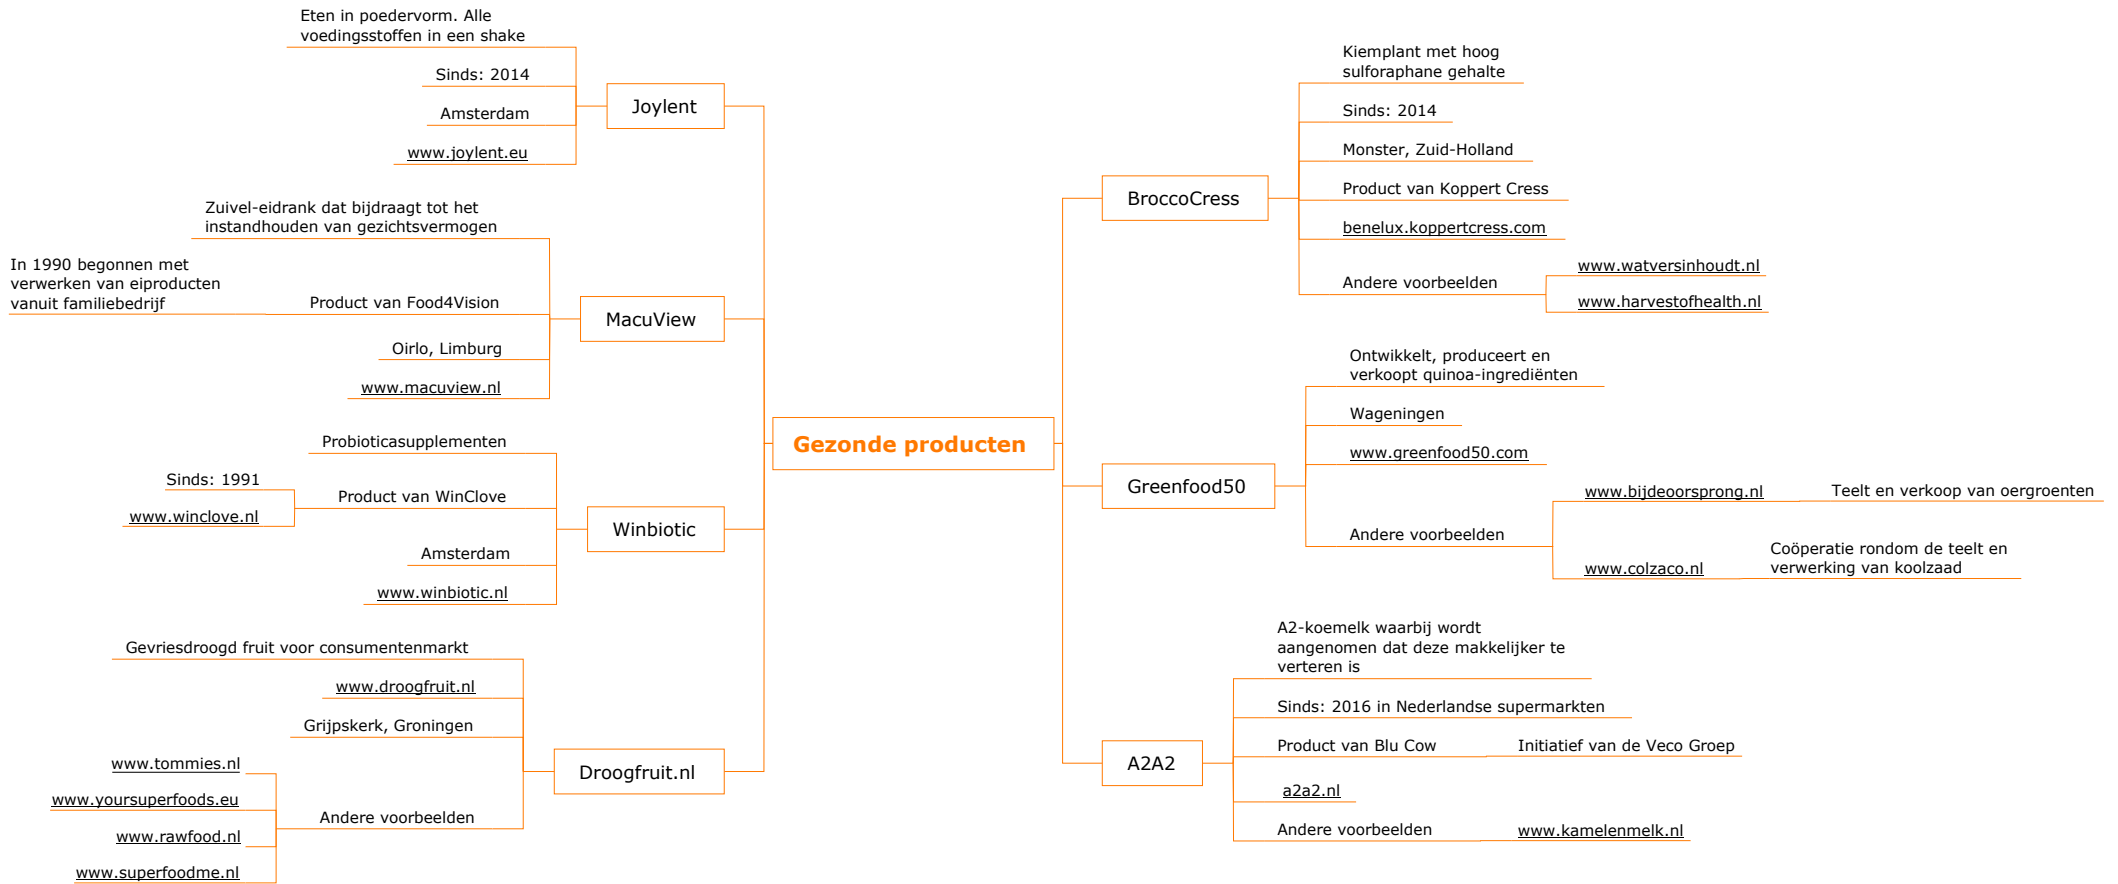 Gezonde producten
Joylent
Eten in poedervorm. Alle
voedingsstoffen in een shake
Sinds: 2014
Amsterdam
www.joylent.eu
MacuView
Zuivel-eidrank dat bijdraagt tot het
instandhouden van gezichtsvermogen
Product van Food4Vision
In 1990 begonnen met
verwerken van eiproducten
vanuit familiebedrijf
Oirlo, Limburg
www.macuview.nl
Winbiotic
Probioticasupplementen
Product van WinClove
Sinds: 1991
www.winclove.nl
Amsterdam
www.winbiotic.nl
Droogfruit.nl
Gevriesdroogd fruit voor consumentenmarkt
www.droogfruit.nl
Grijpskerk, Groningen
Andere voorbeelden
www.tommies.nl
www.yoursuperfoods.eu
www.rawfood.nl
www.superfoodme.nl
BroccoCress
Kiemplant met hoog
sulforaphane gehalte
Sinds: 2014
Monster, Zuid-Holland
Product van Koppert Cress
benelux.koppertcress.com
Andere voorbeelden
www.watversinhoudt.nl
www.harvestofhealth.nl
Greenfood50
Ontwikkelt, produceert en
verkoopt quinoa-ingrediënten
Wageningen
www.greenfood50.com
Andere voorbeelden
www.bijdeoorsprong.nl
Teelt en verkoop van oergroenten
www.colzaco.nl
Coöperatie rondom de teelt en
verwerking van koolzaad
A2A2
A2-koemelk waarbij wordt
aangenomen dat deze makkelijker te
verteren is
Sinds: 2016 in Nederlandse supermarkten
Product van Blu Cow
Initiatief van de Veco Groep
a2a2.nl
Andere voorbeelden
www.kamelenmelk.nl